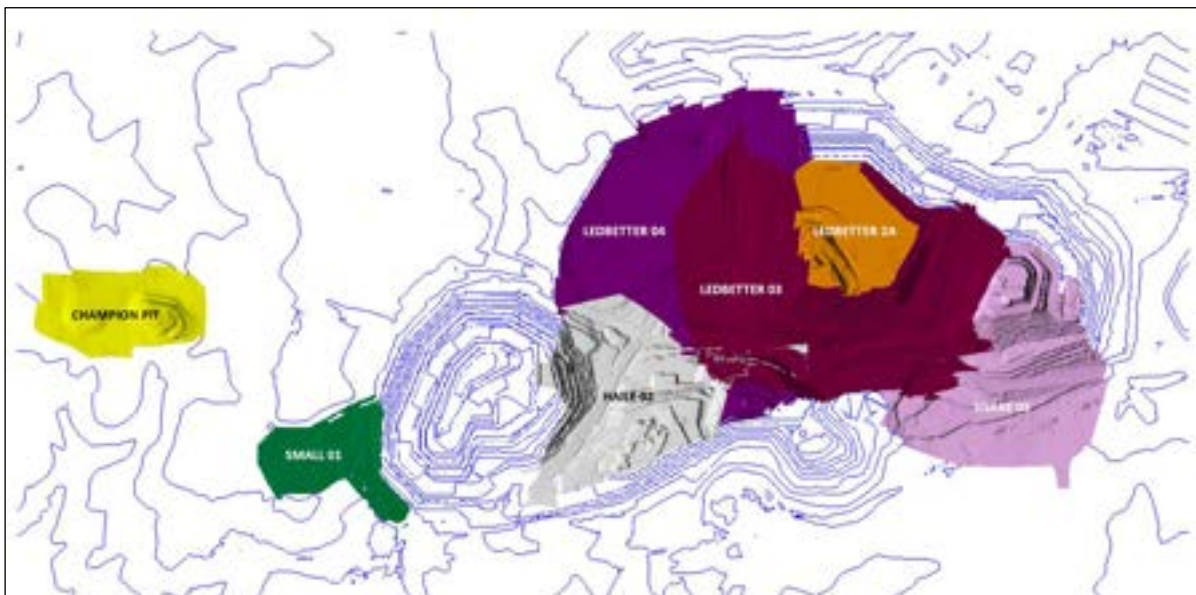 LEDBETTER 04
LEDBETTER 2A
LEDBETTER 03
CHAMPION PIT
HAILE 02
SMALL 01